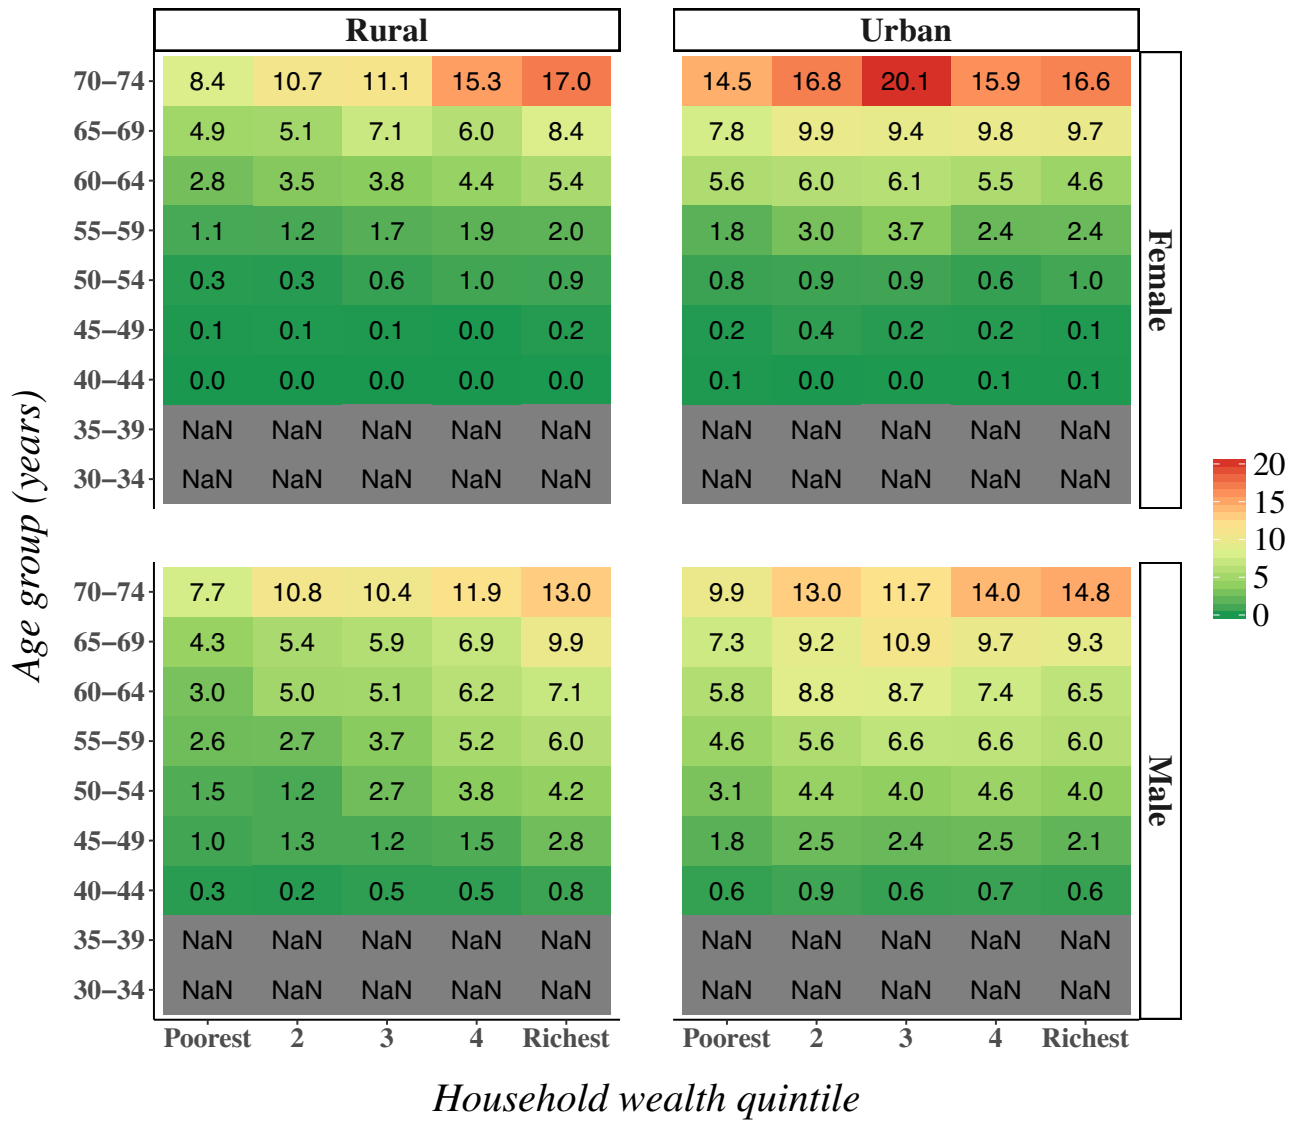 Rural Urban
70–74 8.4 10.7 11.1 15.3 17.0 14.5 16.8 20.1 15.9 16.6
65–69 4.9 5.1 7.1 6.0 8.4 7.8 9.9 9.4 9.8 9.7
60–64 2.8 3.5 3.8 4.4 5.4 5.6 6.0 6.1 5.5 4.6
55–59 1.1 1.2 1.7 1.9 2.0 1.8 3.0 3.7 2.4 2.4
50–54 0.3 0.3 0.6 1.0 0.9 0.8 0.9 0.9 0.6 1.0
45–49 0.1 0.1 0.1 0.0 0.2 0.2 0.4 0.2 0.2 0.1
40–44 0.0 0.0 0.0 0.0 0.0 0.1 0.0 0.0 0.1 0.1
35–39 NaN NaN NaN NaN NaN NaN NaN NaN NaN NaN
30–34 NaN NaN NaN NaN NaN NaN NaN NaN NaN NaN
Female
70–74 7.7 10.8 10.4 11.9 13.0 9.9 13.0 11.7 14.0 14.8
65–69 4.3 5.4 5.9 6.9 9.9 7.3 9.2 10.9 9.7 9.3
60–64 3.0 5.0 5.1 6.2 7.1 5.8 8.8 8.7 7.4 6.5
55–59 2.6 2.7 3.7 5.2 6.0 4.6 5.6 6.6 6.6 6.0
50–54 1.5 1.2 2.7 3.8 4.2 3.1 4.4 4.0 4.6 4.0
45–49 1.0 1.3 1.2 1.5 2.8 1.8 2.5 2.4 2.5 2.1
40–44 0.3 0.2 0.5 0.5 0.8 0.6 0.9 0.6 0.7 0.6
35–39 NaN NaN NaN NaN NaN NaN NaN NaN NaN NaN
30–34 NaN NaN NaN NaN NaN NaN NaN NaN NaN NaN
Male
Poorest 2 3 4 Richest Poorest 2 3 4 Richest
Household wealth quintile
Age group (years)
20
15
10
5
0